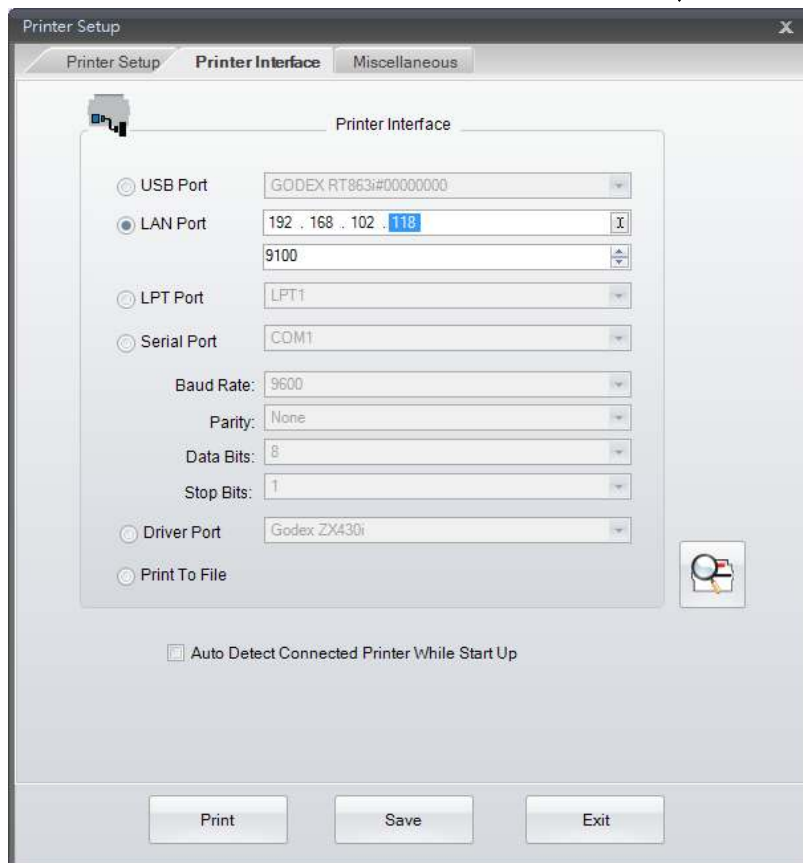 Printer Setup
Printer Setup Printer Interface Miscellaneous
Printer Interface
USB Port GODEX RT863i#00000000
LAN Port 192 . 168 . 102 . 118
9100
LPT Port LPT1
Serial Port COM1
Baud Rate: 9600
Parity: None
Data Bits: 8
Stop Bits: 1
Driver Port Godex ZX430i
Print To File
Auto Detect Connected Printer While Start Up
Print Save Exit